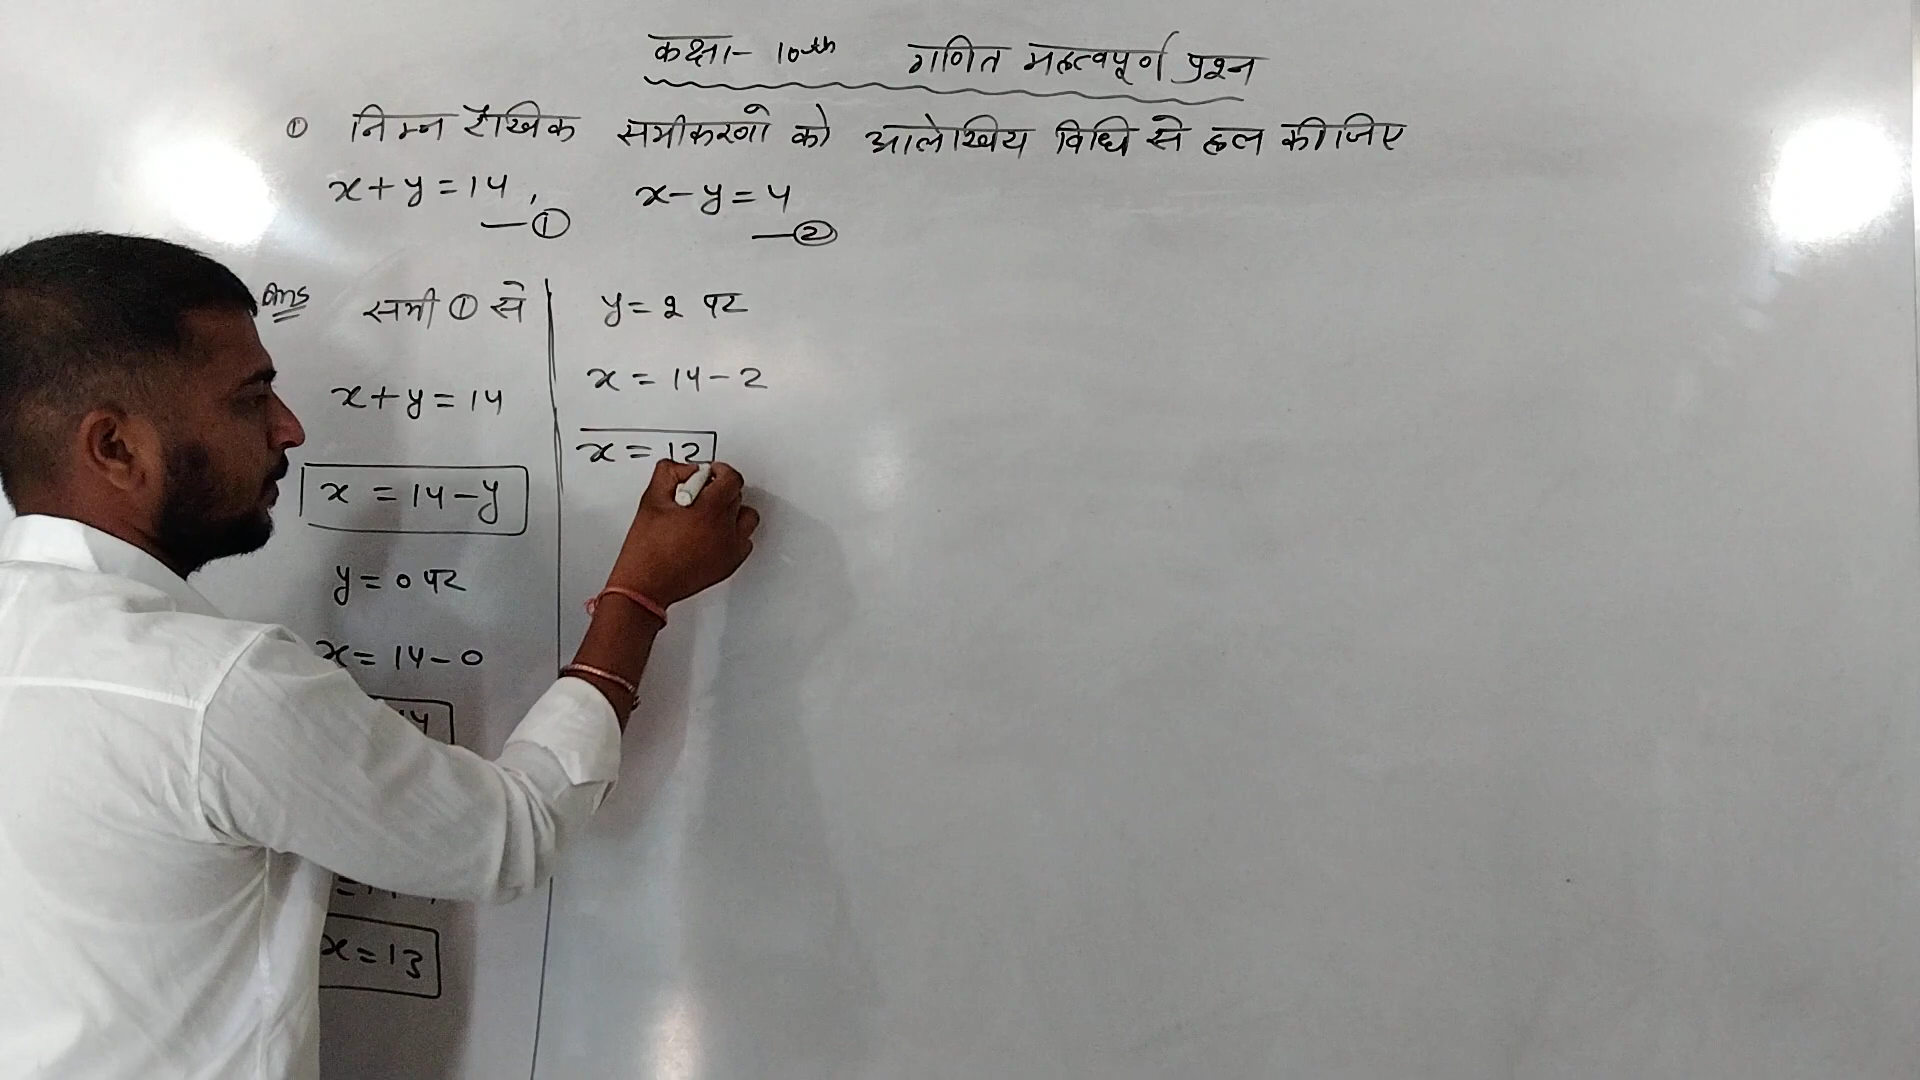 कक्षा- 10th गणित महत्वपूर्ण प्रश्न
① निम्न रैखिक समीकरणो को आलेखिय विधि से हल कीजिए
x+y=14, —①
x-y=4 —②
Ans समी ① से
x+y=14
x=14-y
y=0 पर
x=14-0
14
x=13
y=2 पर
x=14-2
x=12